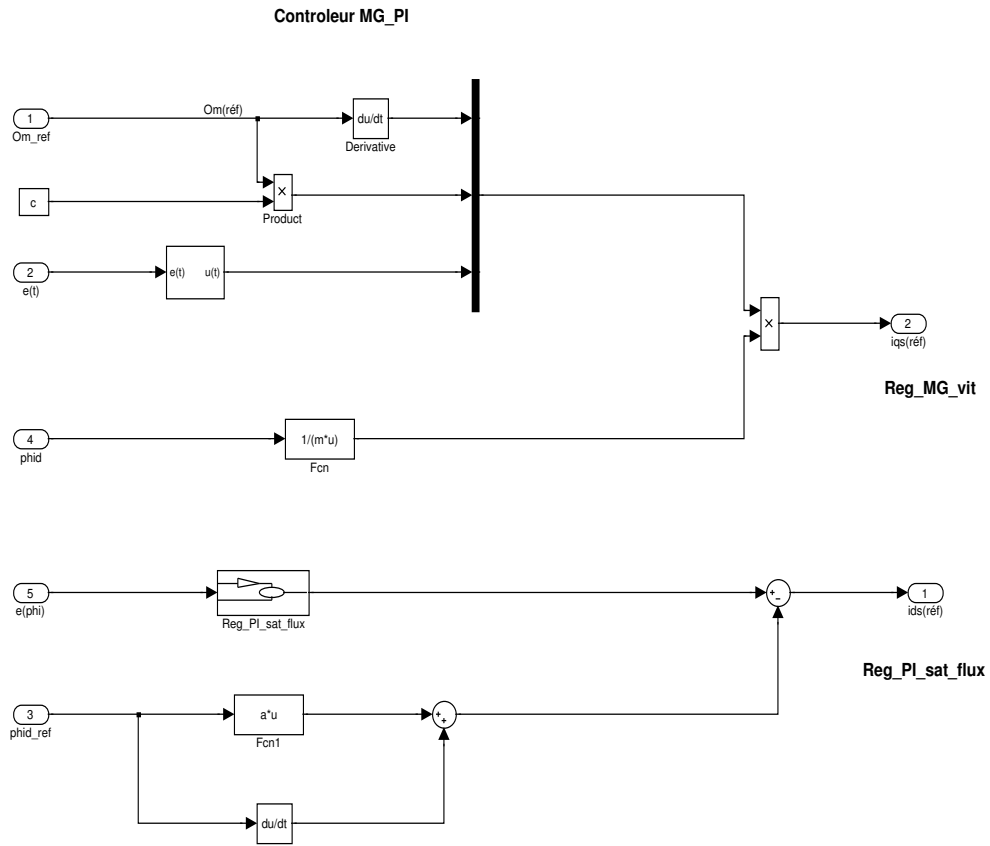 Controleur MG_PI
Om(réf)
1
du/dt
Om_ref
Derivative
×
c
Product
2
e(t) u(t)
e(t)
×
2
iqs(réf)
Reg_MG_vit
4
1/(m*u)
phid
Fcn
5
+
−
1
e(phi)
Reg_PI_sat_flux
ids(réf)
Reg_PI_sat_flux
3
a*u
+
+
phid_ref
Fcn1
du/dt